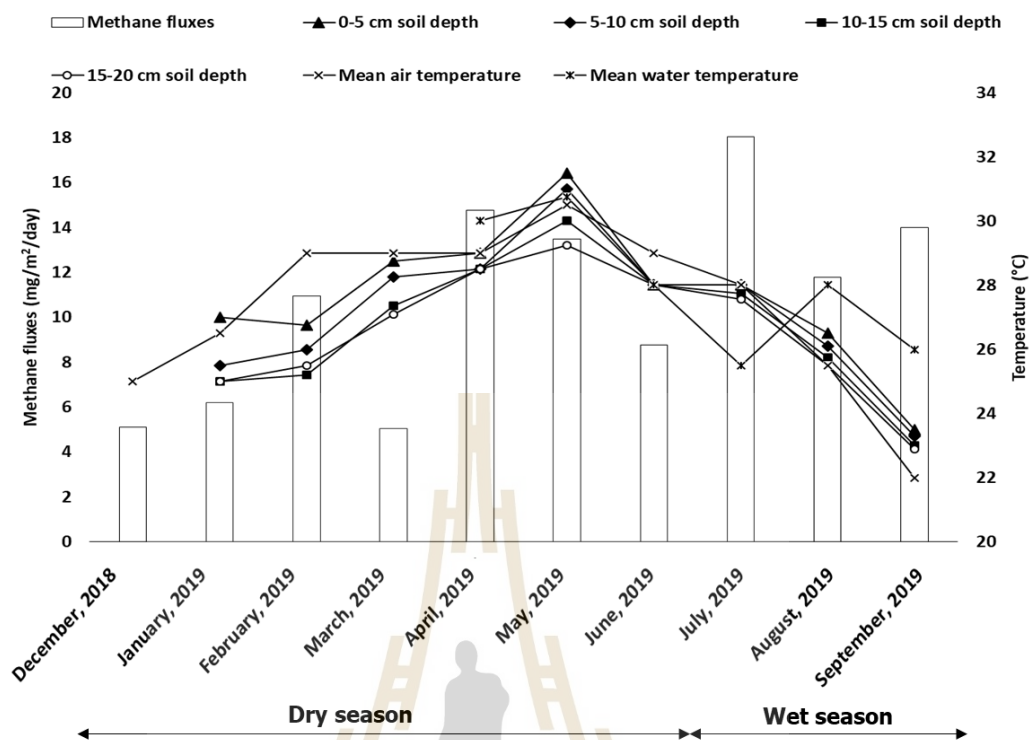 Methane fluxes 0-5 cm soil depth 5-10 cm soil depth 10-15 cm soil depth
15-20 cm soil depth Mean air temperature Mean water temperature
Methane fluxes (mg/m²/day)
20
18
16
14
12
10
8
6
4
2
0
34
32
30
28
26
24
22
20
Temperature (°C)
December, 2018
January, 2019
February, 2019
March, 2019
April, 2019
May, 2019
June, 2019
July, 2019
August, 2019
September, 2019
Dry season Wet season